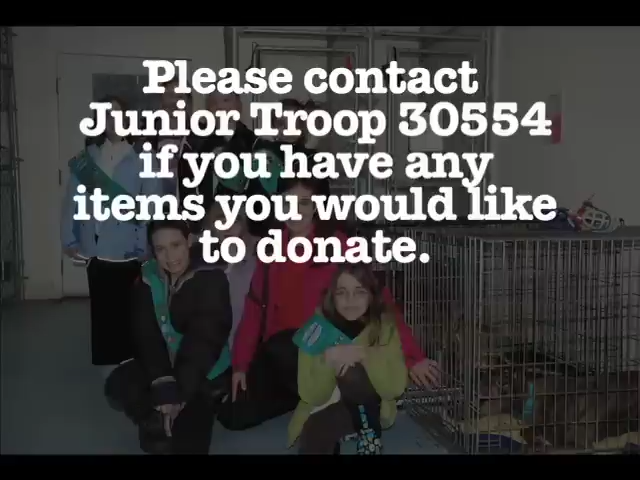 Please contact
Junior Troop 30554
if you have any
items you would like
to donate.